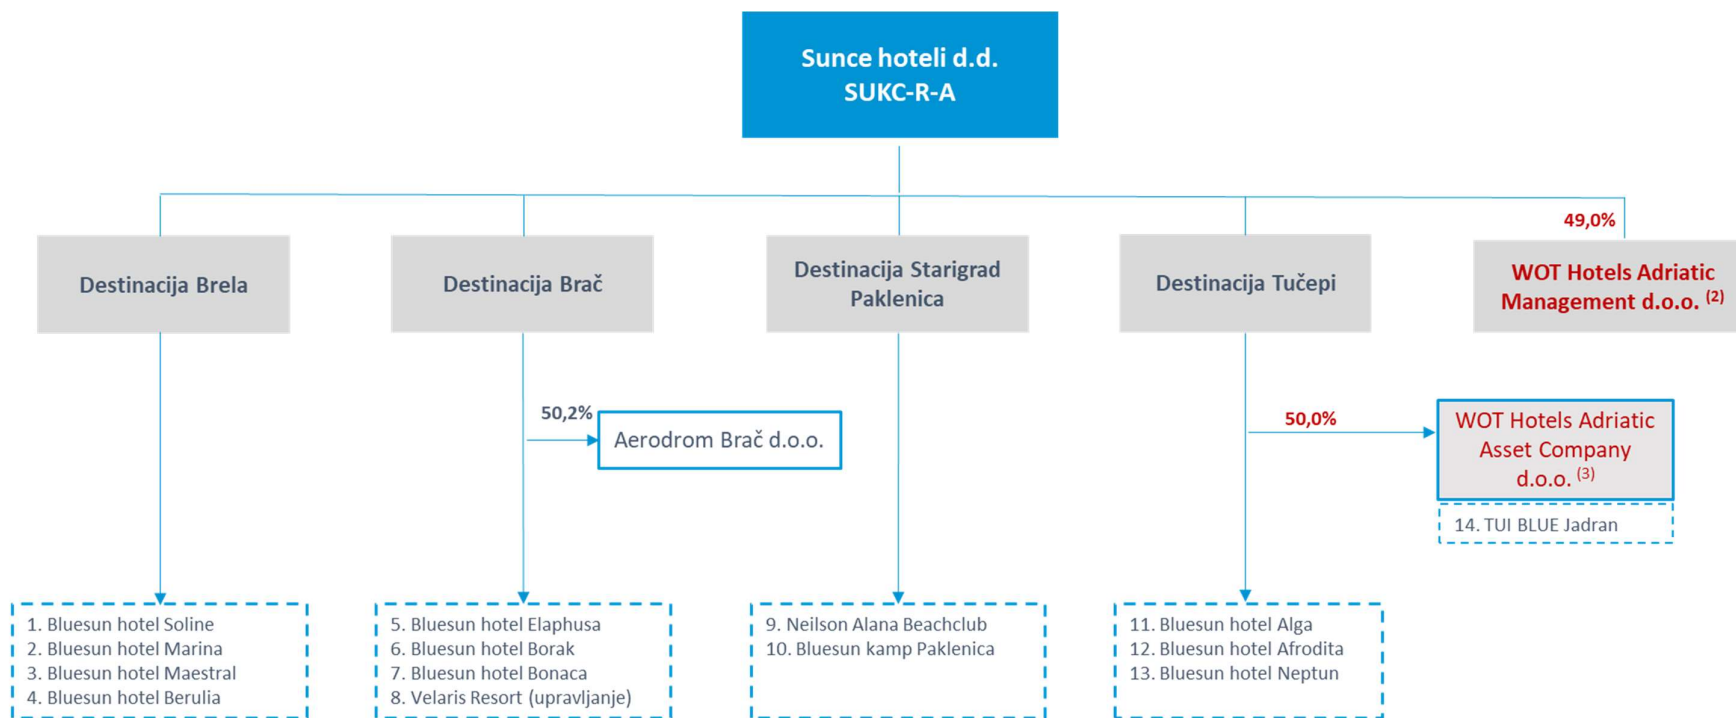 Sunce hoteli d.d.
SUKC-R-A
49,0%
Destinacija Brela
Destinacija Brač
Destinacija Starigrad
Paklenica
Destinacija Tučepi
WOT Hotels Adriatic
Management d.o.o. (2)
50,2%
Aerodrom Brač d.o.o.
50,0%
WOT Hotels Adriatic
Asset Company
d.o.o. (3)
14. TUI BLUE Jadran
1. Bluesun hotel Soline
2. Bluesun hotel Marina
3. Bluesun hotel Maestral
4. Bluesun hotel Berulia
5. Bluesun hotel Elaphusa
6. Bluesun hotel Borak
7. Bluesun hotel Bonaca
8. Velaris Resort (upravljanje)
9. Neilson Alana Beachclub
10. Bluesun kamp Paklenica
11. Bluesun hotel Alga
12. Bluesun hotel Afrodita
13. Bluesun hotel Neptun